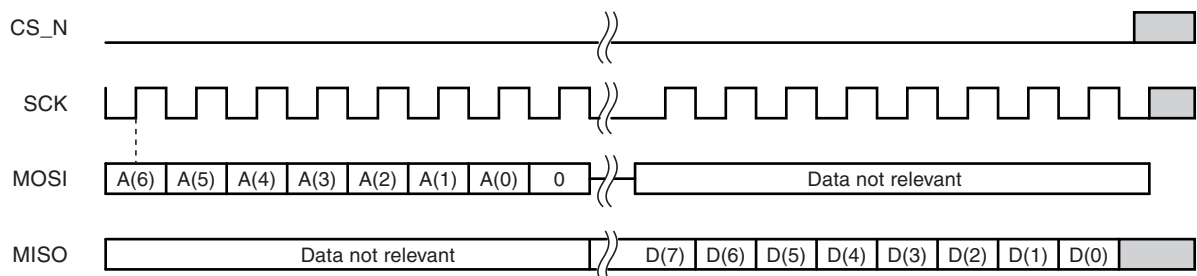 CS_N
SCK
MOSI A(6) A(5) A(4) A(3) A(2) A(1) A(0) 0 Data not relevant
MISO Data not relevant D(7) D(6) D(5) D(4) D(3) D(2) D(1) D(0)